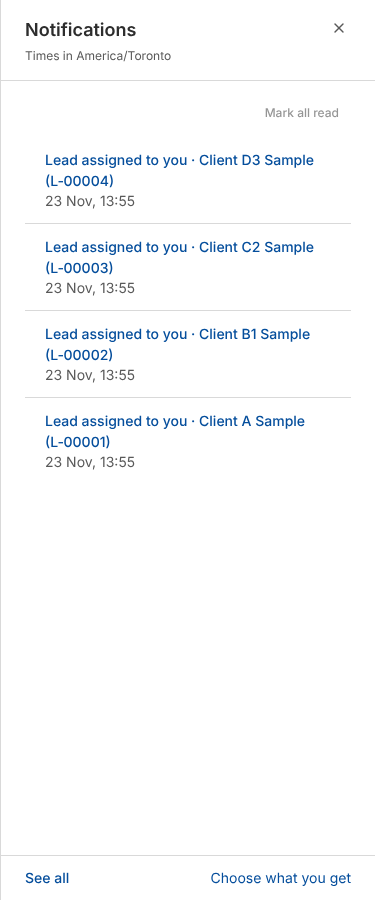 Notifications
Times in America/Toronto
Mark all read
Lead assigned to you · Client D3 Sample
(L-00004)
23 Nov, 13:55
Lead assigned to you · Client C2 Sample
(L-00003)
23 Nov, 13:55
Lead assigned to you · Client B1 Sample
(L-00002)
23 Nov, 13:55
Lead assigned to you · Client A Sample
(L-00001)
23 Nov, 13:55
See all
Choose what you get